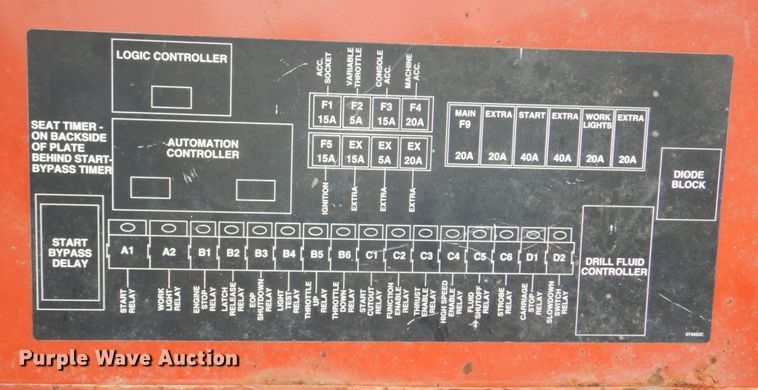 LOGIC CONTROLLER
ACC.
SOCKET
VARIABLE
THROTTLE
CONSOLE
ACC.
MACHINE
ACC.
F1
15A
F2
5A
F3
15A
F4
20A
MAIN
F9
20A
EXTRA
20A
START
40A
EXTRA
40A
WORK
LIGHTS
20A
EXTRA
20A
SEAT TIMER -
ON BACKSIDE
OF PLATE
BEHIND START-
BYPASS TIMER
AUTOMATION
CONTROLLER
F5
15A
EX
15A
EX
5A
EX
20A
IGNITION
EXTRA
EXTRA
EXTRA
DIODE
BLOCK
START
BYPASS
DELAY
A1
A2
B1
B2
B3
B4
B5
B6
C1
C2
C3
C4
C5
C6
D1
D2
DRILL FLUID
CONTROLLER
START
RELAY
WORK
LIGHT
RELAY
ENGINE
STOP
RELAY
LATCH
RELEASE
RELAY
EOP
SHUTDOWN
RELAY
LIGHT
TEST
RELAY
THROTTLE
UP
RELAY
THROTTLE
DOWN
RELAY
START
CUTOUT
RELAY
FUNCTION
ENABLE
RELAY
THRUST
ENABLE
RELAY
HIGH SPEED
ENABLE
RELAY
FLUID
SHUTOFF
RELAY
STROBE
RELAY
CARRIAGE
STOP
RELAY
SLOWDOWN
SWITCH
RELAY
Purple Wave Auction